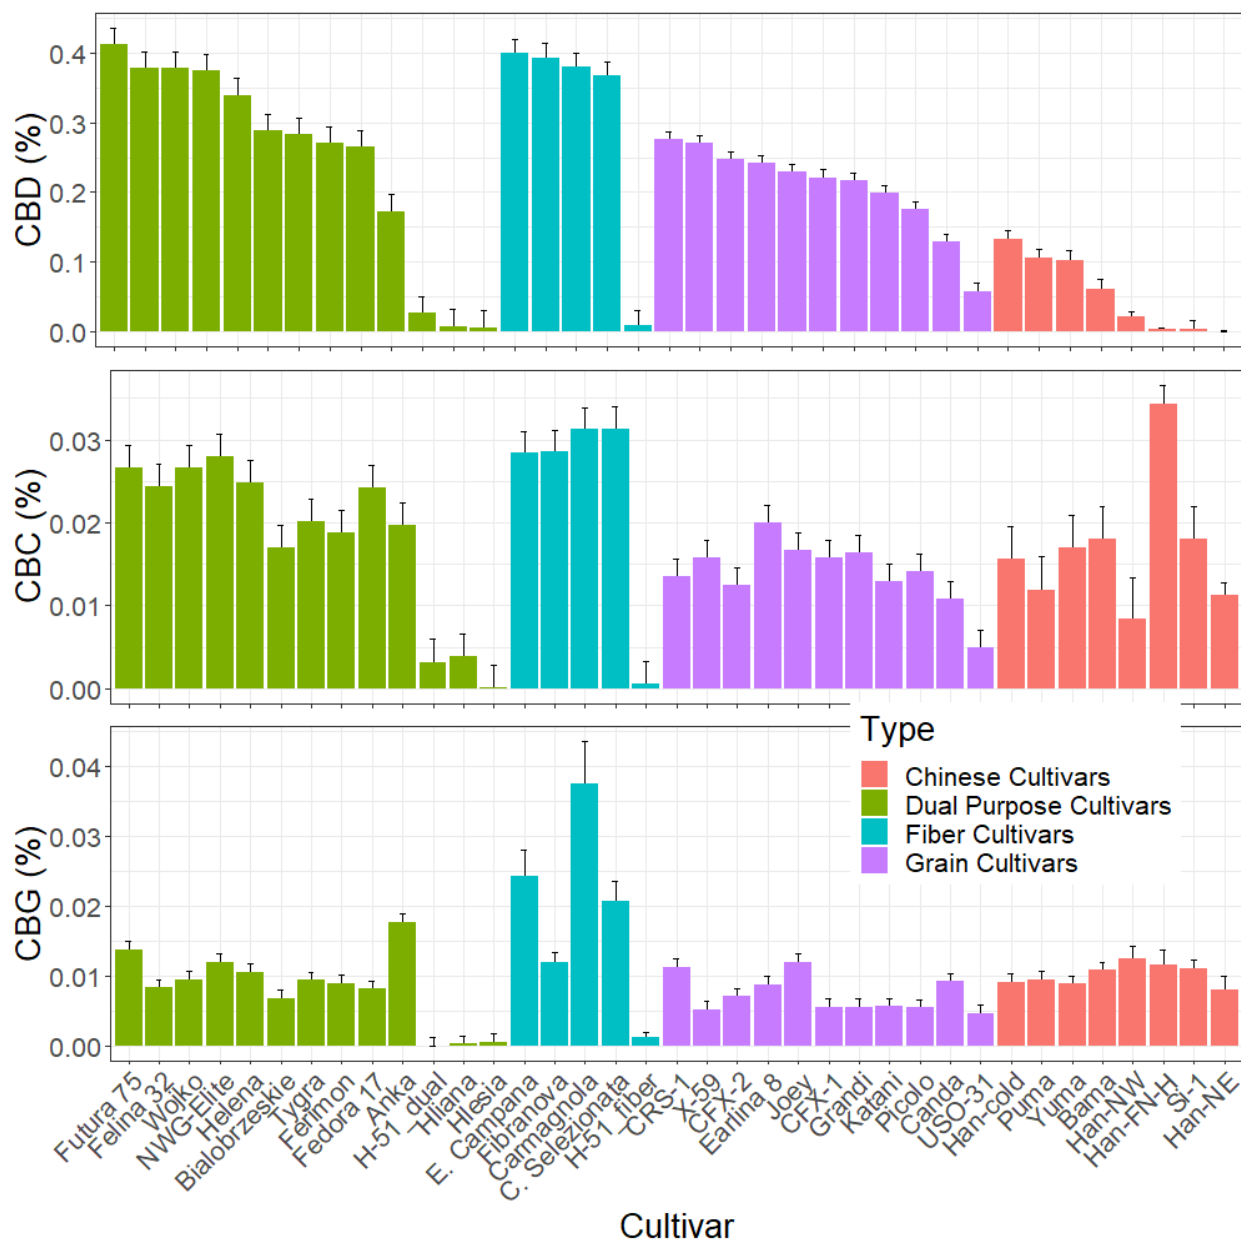 CBD (%)
0.4
0.3
0.2
0.1
0.0
CBC (%)
0.03
0.02
0.01
0.00
CBG (%)
0.04
0.03
0.02
0.01
0.00
Type
Chinese Cultivars
Dual Purpose Cultivars
Fiber Cultivars
Grain Cultivars
Futura 75
Felina 32
Wojko
NWG-Elite
Helena
Bialobrzeskie
Tygra
Ferimon
Fedora 17
Anka
H-51_dual
Hliana
Hlesia
E. Campana
Fibranova
Carmagnola
C. Selezionata
H-51_fiber
CRS-1
X-59
CFX-2
Earlina 8
Joey
CFX-1
Grandi
Katani
Picolo
Canda
USO-31
Han-cold
Puma
Yuma
Bama
Han-NW
Han-FN-H
Si-1
Han-NE
Cultivar